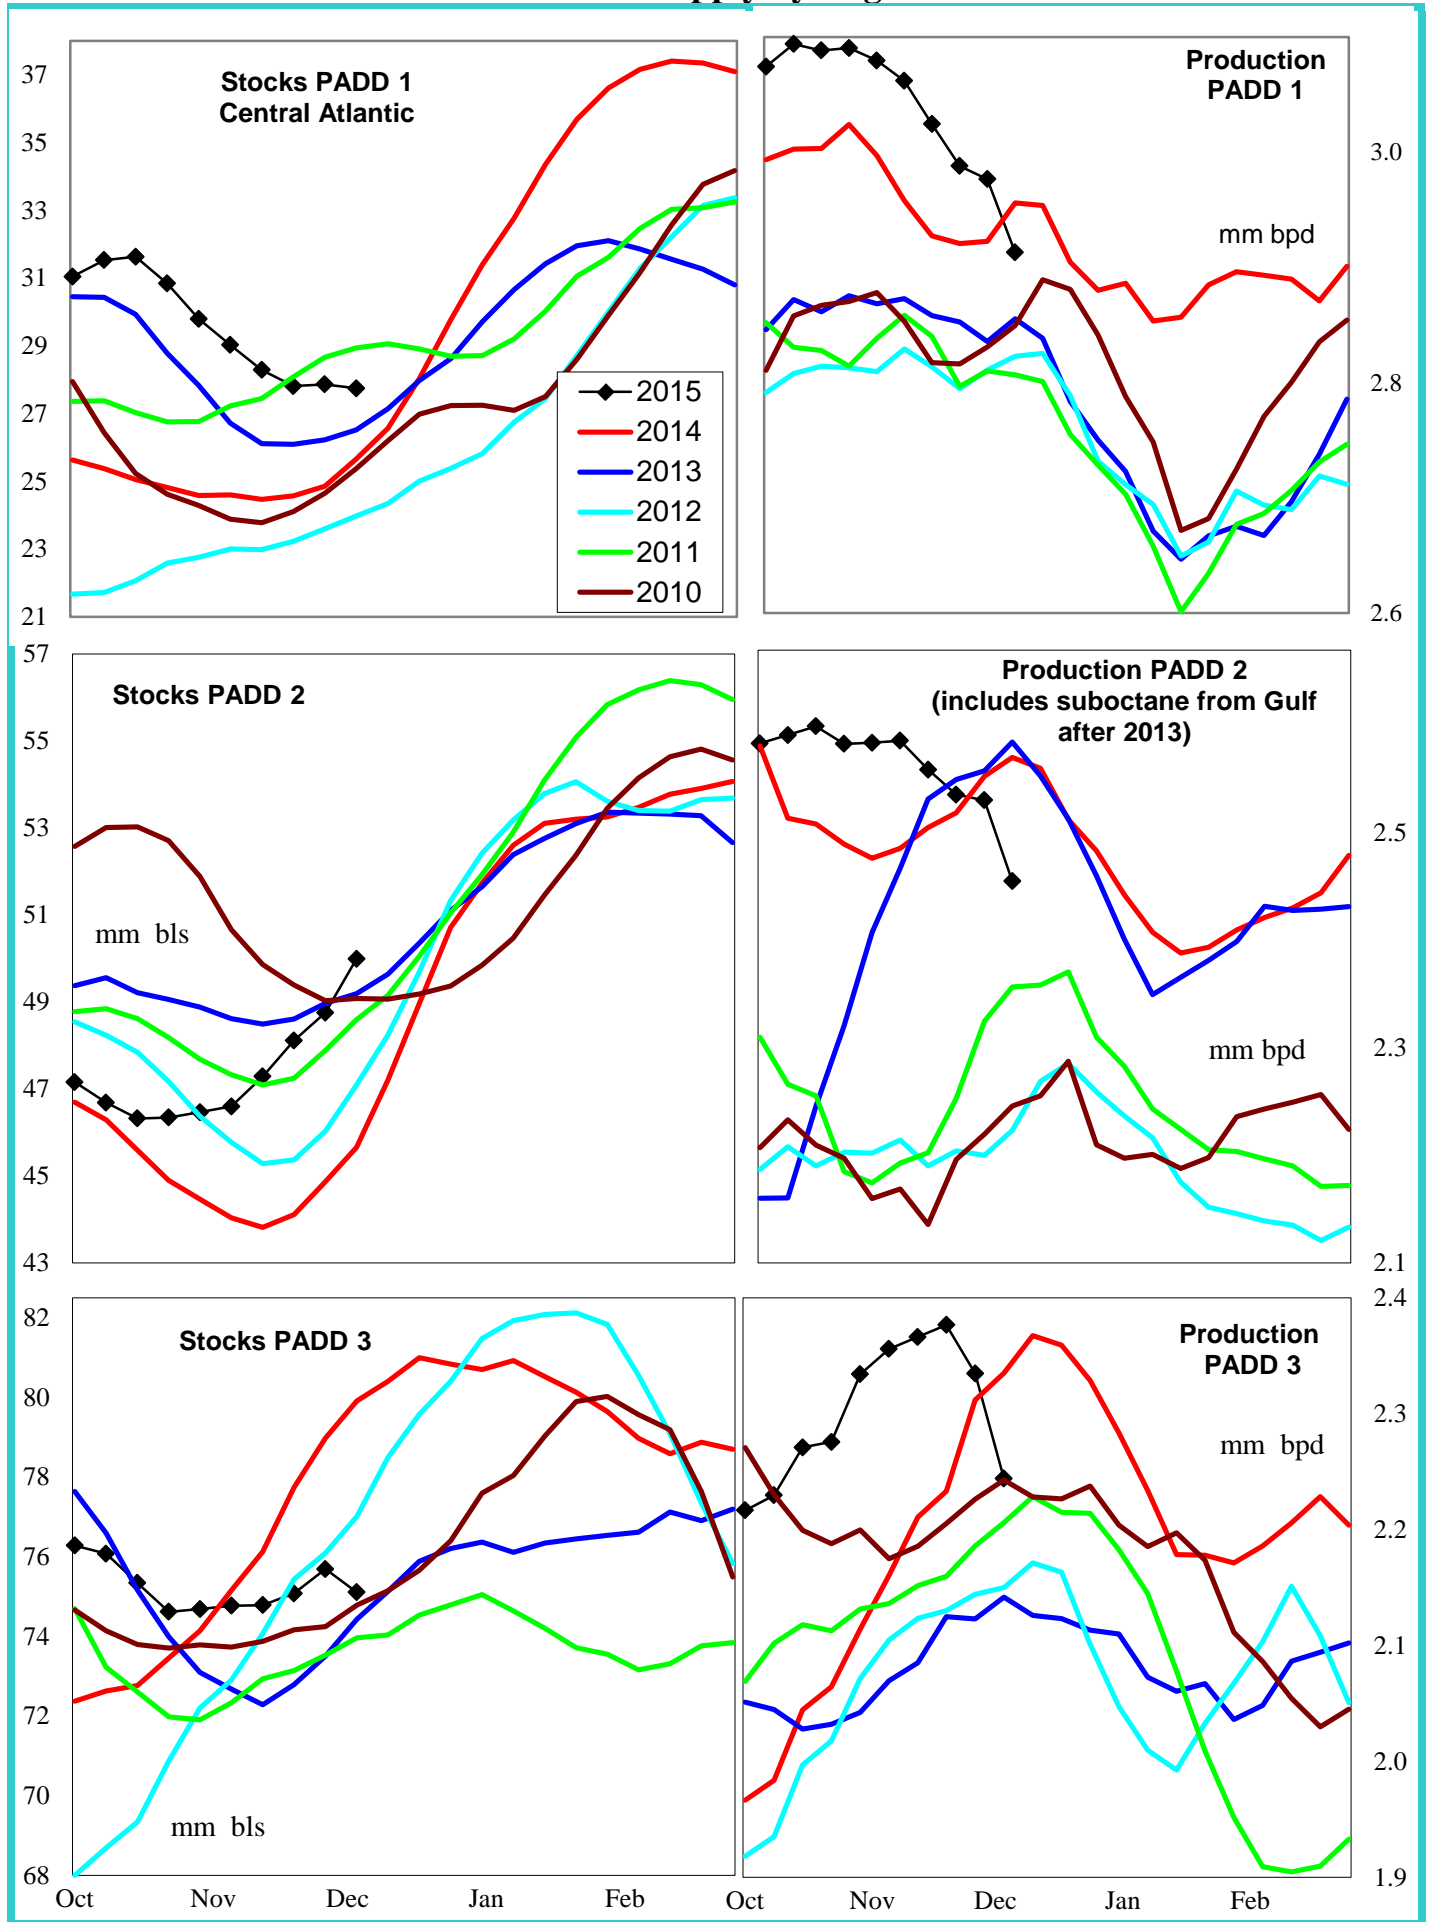 Stocks PADD 1
Central Atlantic
37
35
33
31
29
27
25
23
21
2015
2014
2013
2012
2011
2010
Production
PADD 1
mm bpd
3.0
2.8
2.6
Stocks PADD 2
mm bls
57
55
53
51
49
47
45
43
Production PADD 2
(includes suboctane from Gulf
after 2013)
mm bpd
2.5
2.3
2.1
Stocks PADD 3
mm bls
82
80
78
76
74
72
70
68
Oct Nov Dec Jan Feb
Production
PADD 3
mm bpd
2.4
2.3
2.2
2.1
2.0
1.9
Oct Nov Dec Jan Feb